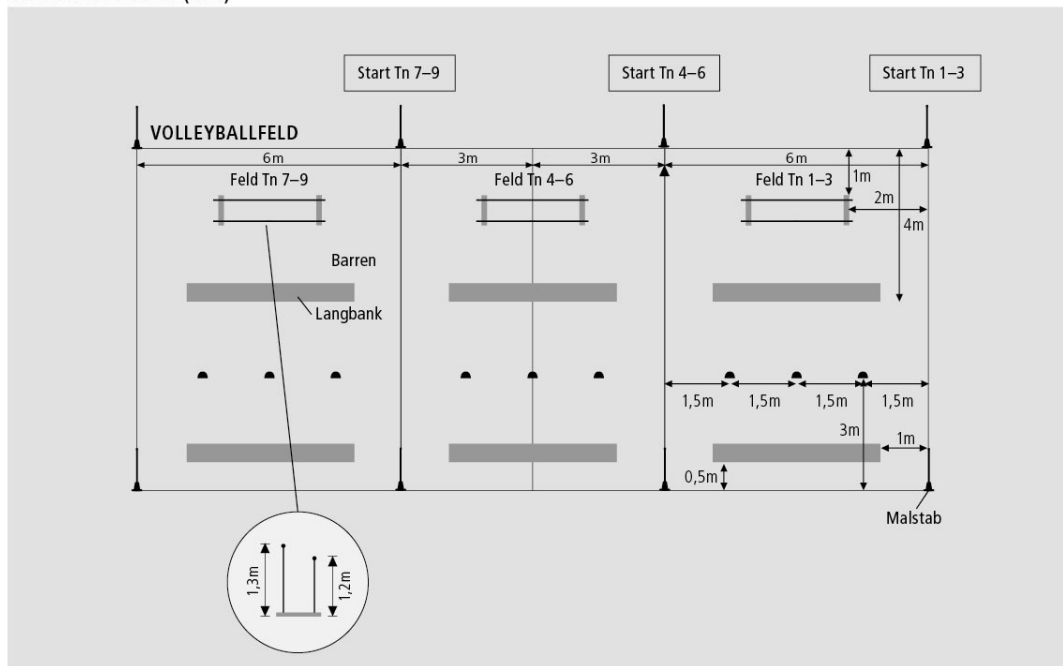 Start Tn 7–9
Start Tn 4–6
Start Tn 1–3
VOLLEYBALLFELD
6m
3m
3m
6m
Feld Tn 7–9
Feld Tn 4–6
Feld Tn 1–3
1m
2m
4m
Barren
Langbank
1,5m
1,5m
1,5m
1,5m
3m
1m
0,5m
Malstab
1,3m
1,2m